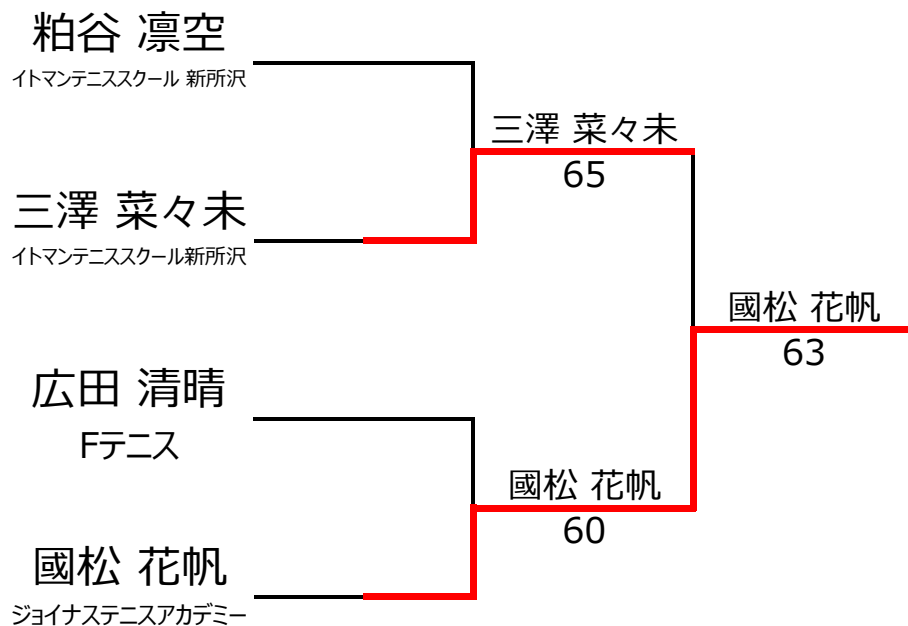 粕谷 凛空
イトマンテニススクール 新所沢
三澤 菜々未
65
三澤 菜々未
イトマンテニススクール新所沢
國松 花帆
63
広田 清晴
Fテニス
國松 花帆
60
國松 花帆
ジョイナステニスアカデミー